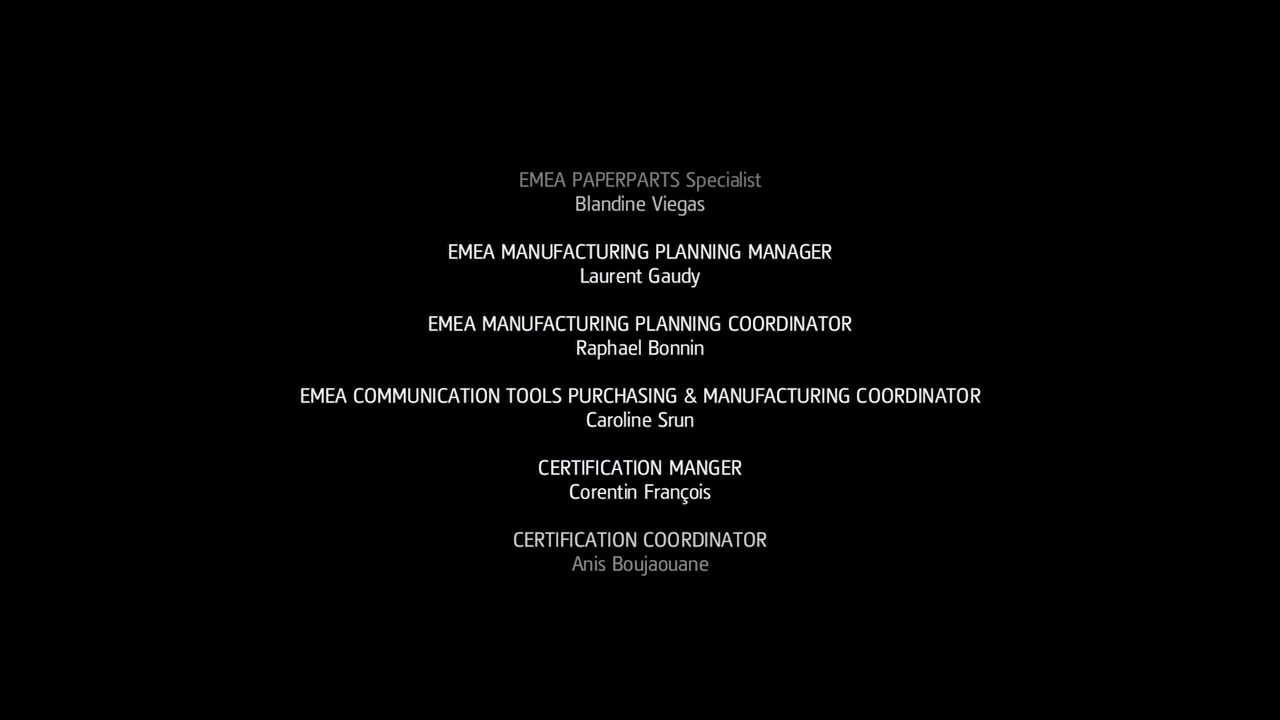 EMEA PAPERPARTS Specialist
Blandine Viegas
EMEA MANUFACTURING PLANNING MANAGER
Laurent Gaudy
EMEA MANUFACTURING PLANNING COORDINATOR
Raphael Bonnin
EMEA COMMUNICATION TOOLS PURCHASING & MANUFACTURING COORDINATOR
Caroline Srun
CERTIFICATION MANGER
Corentin François
CERTIFICATION COORDINATOR
Anis Boujaouane